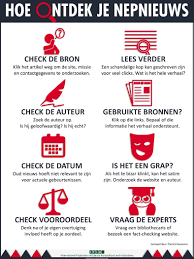 HOE ONTDEK JE NEPNIEUWS
CHECK DE BRON
Klik het artikel weg om de site, missie
en contactgegevens te onderzoeken.
LEES VERDER
Een schandalige kop kan geschreven zijn
voor veel clicks. Wat is het hele verhaal?
CHECK DE AUTEUR
Zoek de auteur op.
Is hij geloofwaardig? Is hij echt?
GEBRUIKTE BRONNEN?
Klik op de links. Bepaal of de
informatie het verhaal ondersteunt.
CHECK DE DATUM
Oud nieuws hoeft niet relevant te zijn
voor actuele gebeurtenissen.
IS HET EEN GRAP?
Als het bizar klinkt, kan het satire
zijn. Onderzoek de website en auteur.
CHECK VOOROORDEEL
Denk na of je eigen overtuiging
invloed heeft op je oordeel.
VRAAG DE EXPERTS
Vraag een bibliothecaris of
bezoek een fact checking website.
IFLA